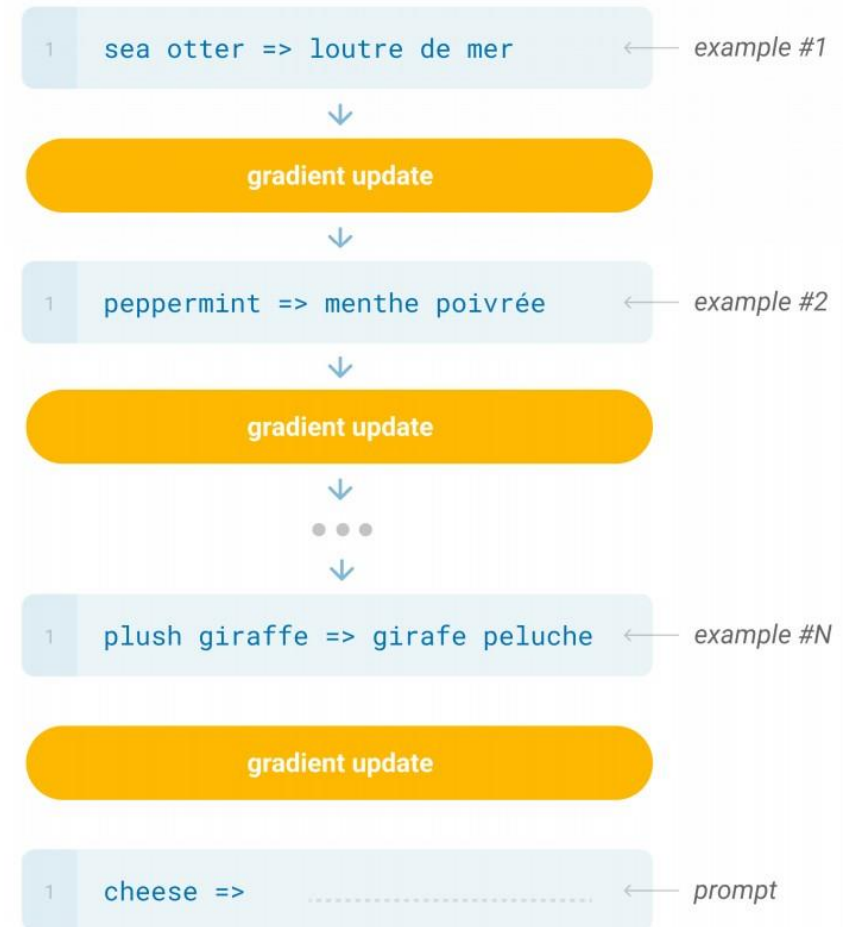 1 sea otter => loutre de mer example #1
gradient update
1 peppermint => menthe poivrée example #2
gradient update
1 plush giraffe => girafe peluche example #N
gradient update
1 cheese => prompt